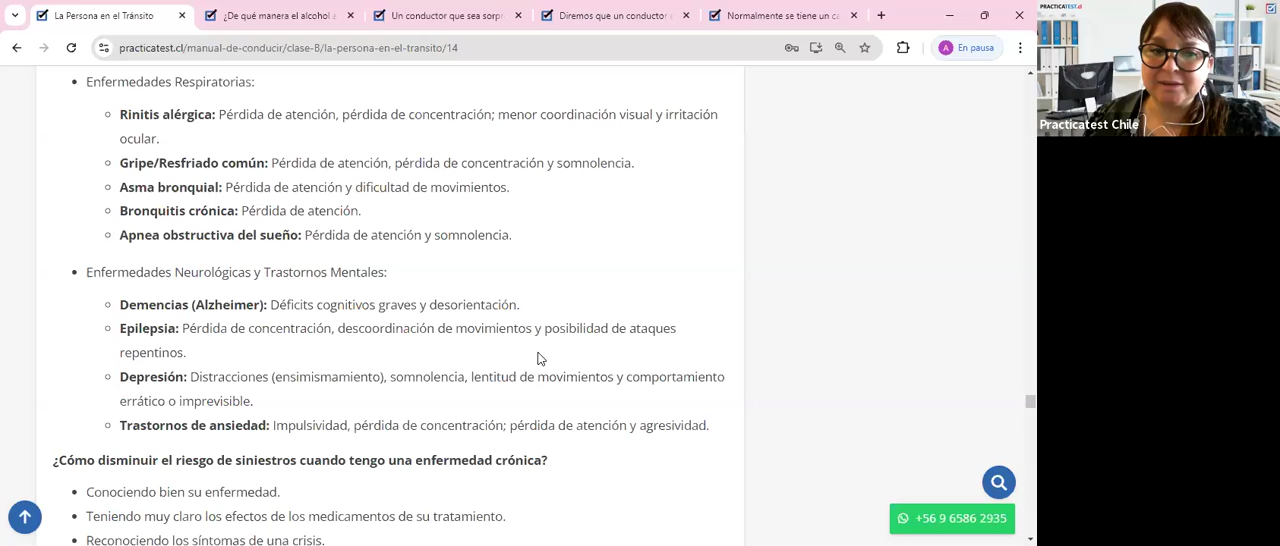 La Persona en el Tránsito
¿De qué manera el alcohol a
Un conductor que sea sorpr
Diremos que un conductor e
Normalmente se tiene un ca
practicatest.cl/manual-de-conducir/clase-B/la-persona-en-el-transito/14
A
En pausa
PRACTICATEST.cl
Practicatest Chile
• Enfermedades Respiratorias:
Rinitis alérgica: Pérdida de atención, pérdida de concentración; menor coordinación visual y irritación
ocular.
Gripe/Resfriado común: Pérdida de atención, pérdida de concentración y somnolencia.
Asma bronquial: Pérdida de atención y dificultad de movimientos.
Bronquitis crónica: Pérdida de atención.
Apnea obstructiva del sueño: Pérdida de atención y somnolencia.
• Enfermedades Neurológicas y Trastornos Mentales:
Demencias (Alzheimer): Déficits cognitivos graves y desorientación.
Epilepsia: Pérdida de concentración, descoordinación de movimientos y posibilidad de ataques
repentinos.
Depresión: Distracciones (ensimismamiento), somnolencia, lentitud de movimientos y comportamiento
errático o imprevisible.
Trastornos de ansiedad: Impulsividad, pérdida de concentración; pérdida de atención y agresividad.
¿Cómo disminuir el riesgo de siniestros cuando tengo una enfermedad crónica?
• Conociendo bien su enfermedad.
• Teniendo muy claro los efectos de los medicamentos de su tratamiento.
• Reconociendo los síntomas de una crisis.
+56 9 6586 2935